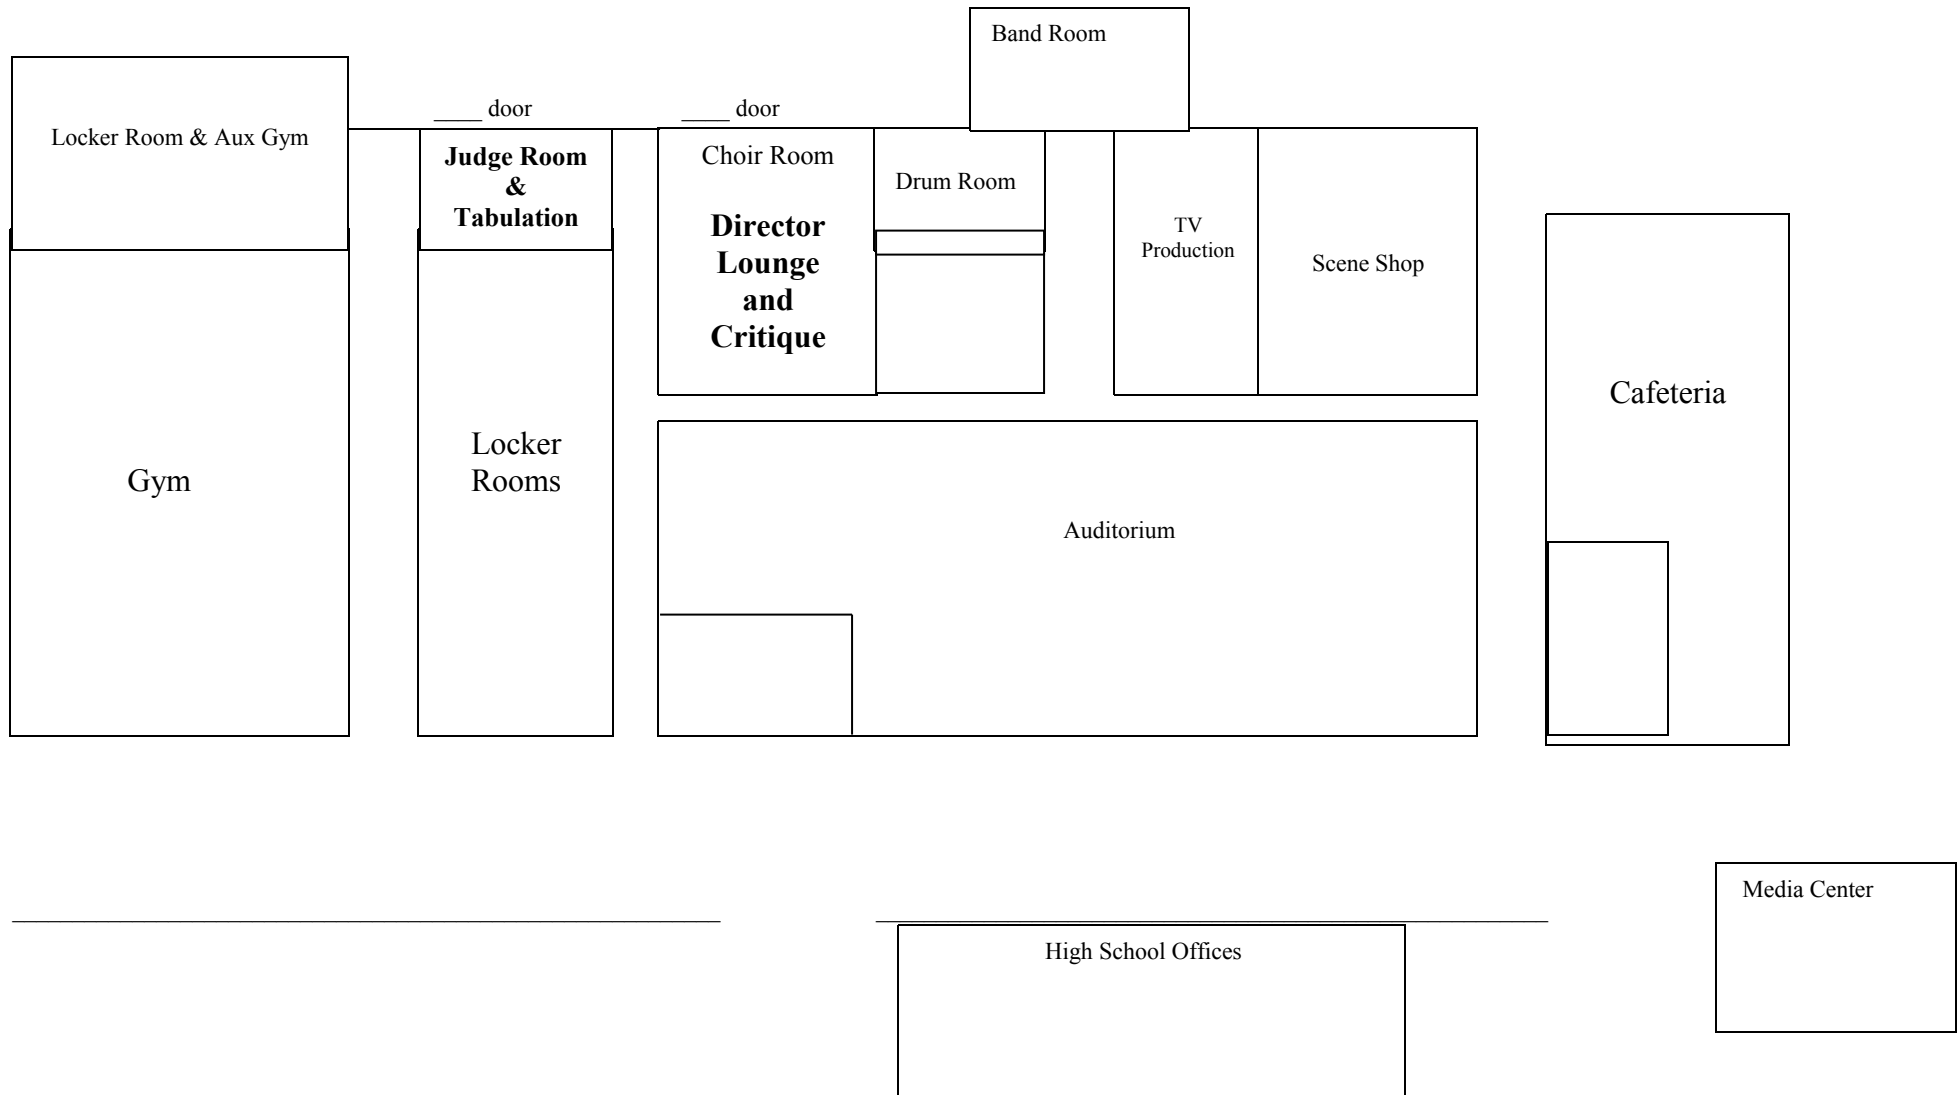 Band Room
____ door
____ door
Locker Room & Aux Gym
Judge Room
&
Tabulation
Choir Room
Director
Lounge
and
Critique
Drum Room
TV
Production
Scene Shop
Cafeteria
Gym
Locker
Rooms
Auditorium
Media Center
High School Offices